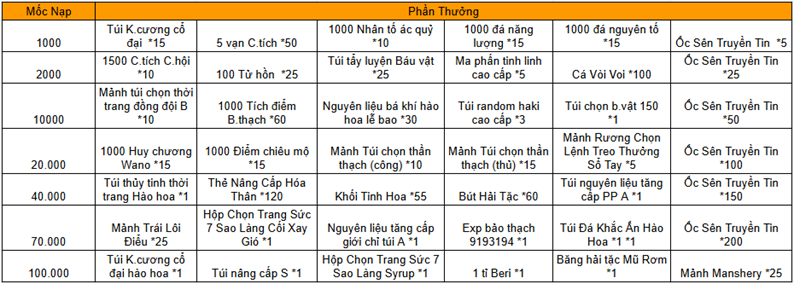 Mốc Nạp Phần Thưởng
1000 Túi K.cương cổ đại *15 5 vạn C.tích *50 1000 Nhân tố ác quỷ *10 1000 đá năng lượng *15 1000 đá nguyên tố *15 Ốc Sên Truyền Tin *5
2000 1500 C.tích C.hội *10 100 Tử hồn *25 Túi tẩy luyện Báu vật *25 Ma phấn tinh linh cao cấp *5 Cá Vòi Voi *100 Ốc Sên Truyền Tin *25
10000 Mảnh túi chọn thời trang đồng đội B *10 1000 Tích điểm B.thạch *60 Nguyên liệu bá khí hào hoa lễ bao *30 Túi random haki cao cấp *3 Túi chọn b.vật 150 *1 Ốc Sên Truyền Tin *50
20.000 1000 Huy chương Wano *15 1000 Điểm chiêu mộ *15 Mảnh Túi chọn thần thạch (công) *10 Mảnh Túi chọn thần thạch (thủ) *15 Mảnh Rương Chọn Lệnh Treo Thưởng Sổ Tay *5 Ốc Sên Truyền Tin *100
40.000 Túi thủy tinh thời trang Hào hoa *1 Thẻ Nâng Cấp Hóa Thân *120 Khối Tinh Hoa *55 Bút Hải Tặc *60 Túi nguyên liệu tăng cấp PP A *1 Ốc Sên Truyền Tin *150
70.000 Mảnh Trái Lôi Điểu *25 Hộp Chọn Trang Sức 7 Sao Làng Cối Xay Gió *1 Nguyên liệu tăng cấp giới chỉ túi A *1 Exp bảo thạch 9193194 *1 Túi Đá Khắc Ấn Hào Hoa *1 *1 Ốc Sên Truyền Tin *200
100.000 Túi K.cương cổ đại hào hoa *1 Túi nâng cấp S *1 Hộp Chọn Trang Sức 7 Sao Làng Syrup *1 1 tỉ Beri *1 Băng hải tặc Mũ Rơm *1 Mảnh Manshery *25